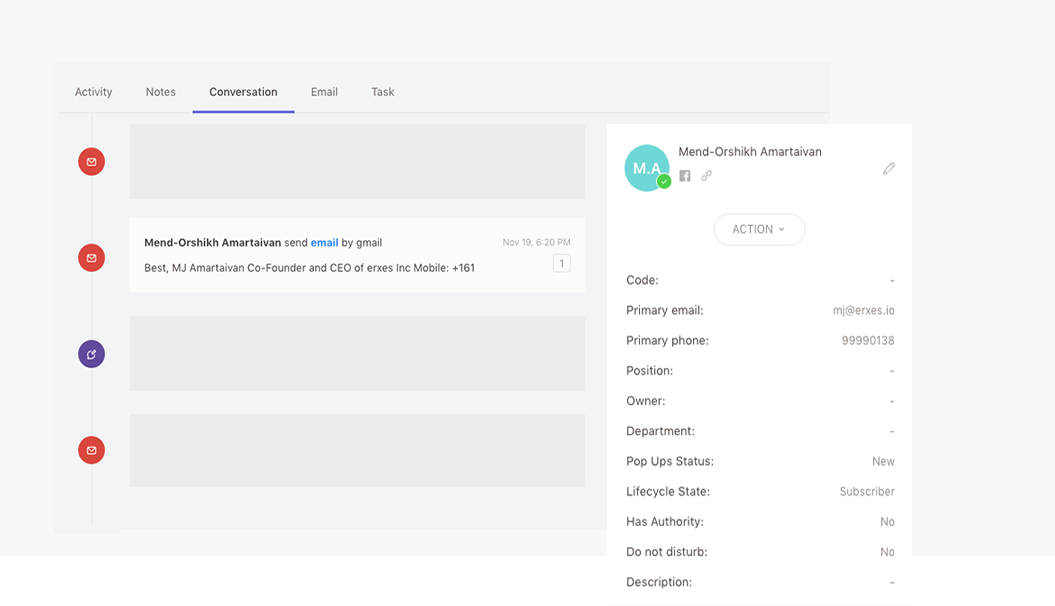 Activity Notes Conversation Email Task
Mend-Orshikh Amartaivan send email by gmail Nov 19, 6:20 PM
Best, MJ Amartaivan Co-Founder and CEO of erxes Inc Mobile: +161 1
M.A
Mend-Orshikh Amartaivan
ACTION
Code: -
Primary email: mj@erxes.io
Primary phone: 99990138
Position: -
Owner: -
Department: -
Pop Ups Status: New
Lifecycle State: Subscriber
Has Authority: No
Do not disturb: No
Description: -